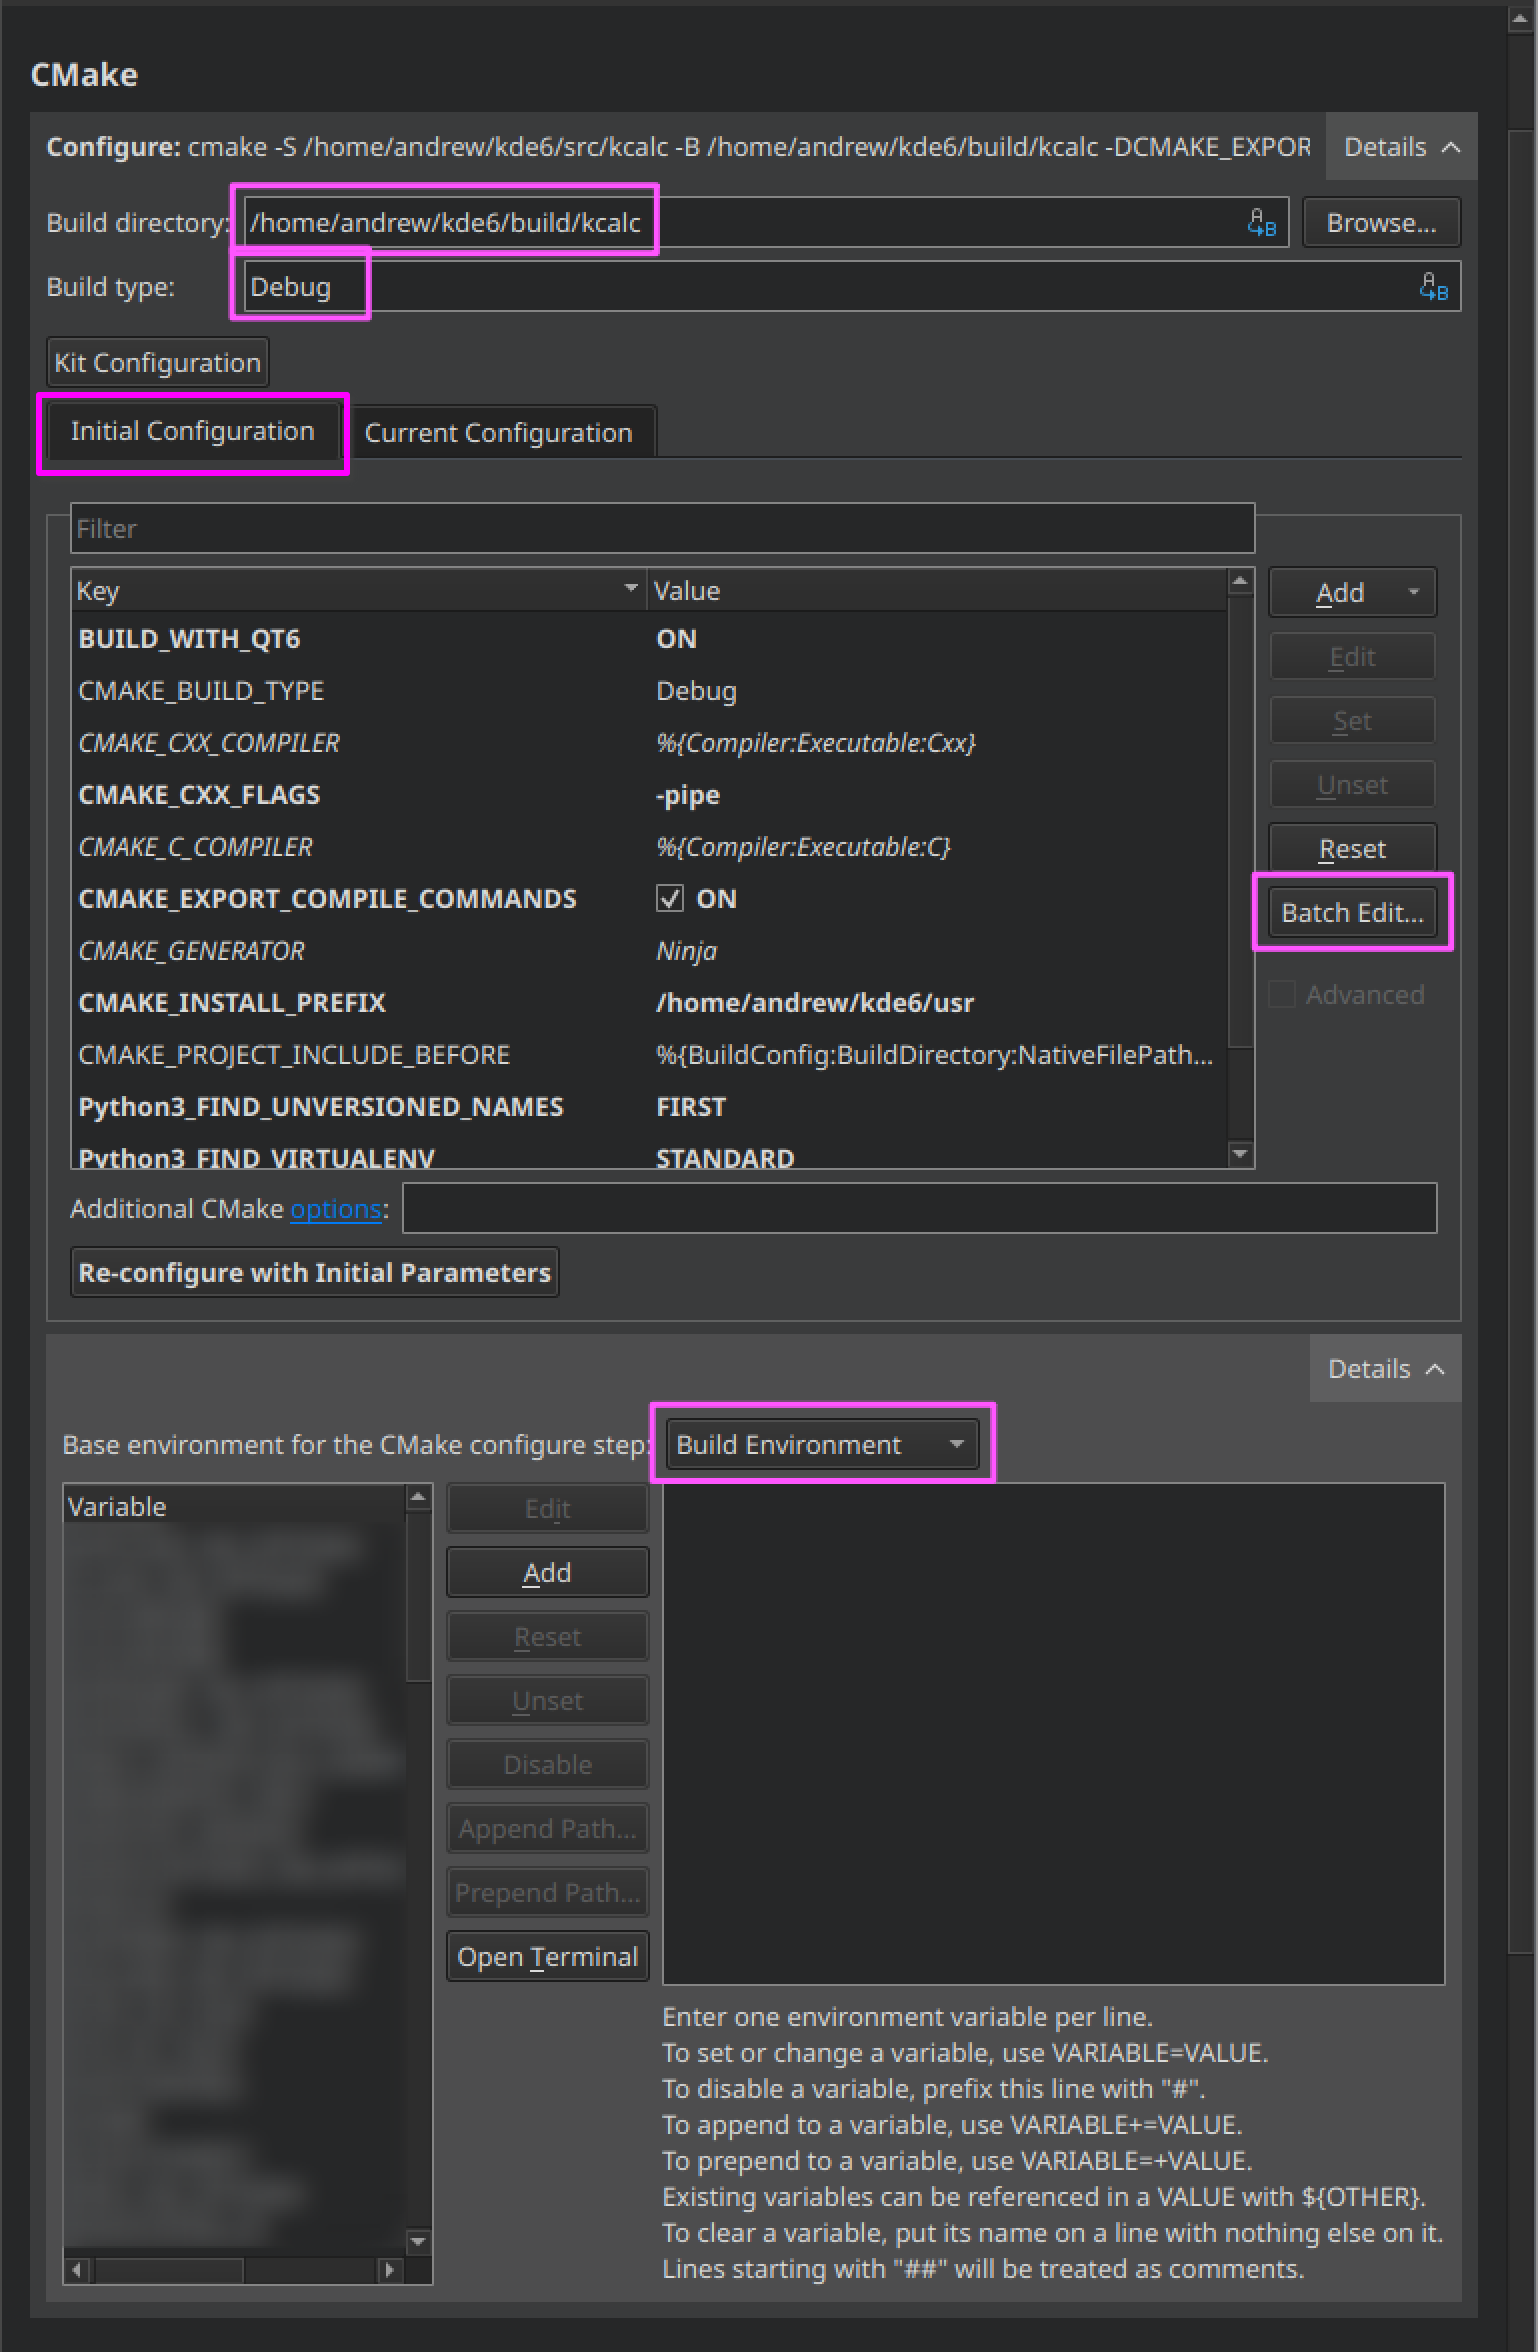 CMake
Configure: cmake -S /home/andrew/kde6/src/kcalc -B /home/andrew/kde6/build/kcalc -DCMAKE_EXPOR
Details
Build directory: /home/andrew/kde6/build/kcalc Browse...
Build type: Debug
Kit Configuration
Initial Configuration Current Configuration
Filter
Key Value
Add
BUILD_WITH_QT6 ON
Edit
CMAKE_BUILD_TYPE Debug
Set
CMAKE_CXX_COMPILER %{Compiler:Executable:Cxx}
Unset
CMAKE_CXX_FLAGS -pipe
Reset
CMAKE_C_COMPILER %{Compiler:Executable:C}
CMAKE_EXPORT_COMPILE_COMMANDS ON
Batch Edit...
CMAKE_GENERATOR Ninja
Advanced
CMAKE_INSTALL_PREFIX /home/andrew/kde6/usr
CMAKE_PROJECT_INCLUDE_BEFORE %{BuildConfig:BuildDirectory:NativeFilePath...
Python3_FIND_UNVERSIONED_NAMES FIRST
Python3_FIND_VIRTUALENV STANDARD
Additional CMake options:
Re-configure with Initial Parameters
Details
Base environment for the CMake configure step: Build Environment
Variable
Edit
Add
Reset
Unset
Disable
Append Path...
Prepend Path...
Open Terminal
Enter one environment variable per line.
To set or change a variable, use VARIABLE=VALUE.
To disable a variable, prefix this line with "#".
To append to a variable, use VARIABLE+=VALUE.
To prepend to a variable, use VARIABLE=+VALUE.
Existing variables can be referenced in a VALUE with ${OTHER}.
To clear a variable, put its name on a line with nothing else on it.
Lines starting with "##" will be treated as comments.